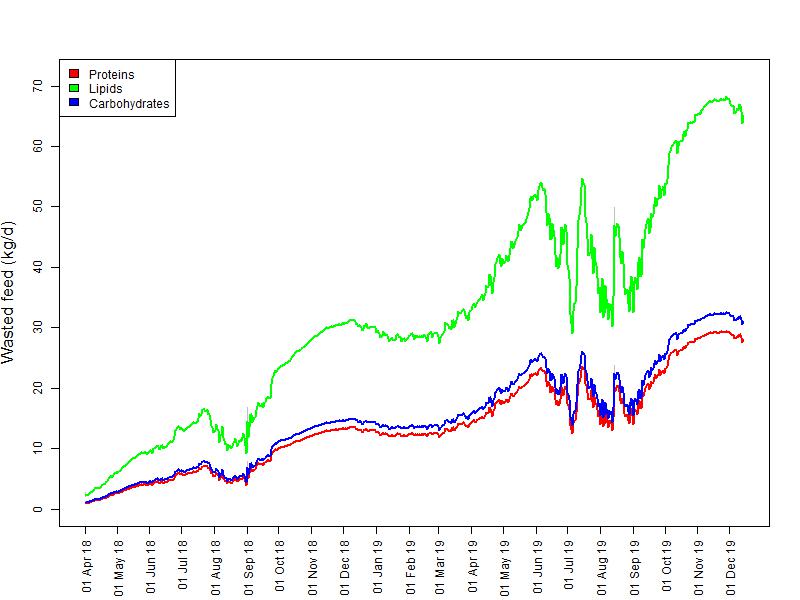 Proteins
Lipids
Carbohydrates
Wasted feed (kg/d)
70
60
50
40
30
20
10
0
01 Apr 18
01 May 18
01 Jun 18
01 Jul 18
01 Aug 18
01 Sep 18
01 Oct 18
01 Nov 18
01 Dec 18
01 Jan 19
01 Feb 19
01 Mar 19
01 Apr 19
01 May 19
01 Jun 19
01 Jul 19
01 Aug 19
01 Sep 19
01 Oct 19
01 Nov 19
01 Dec 19